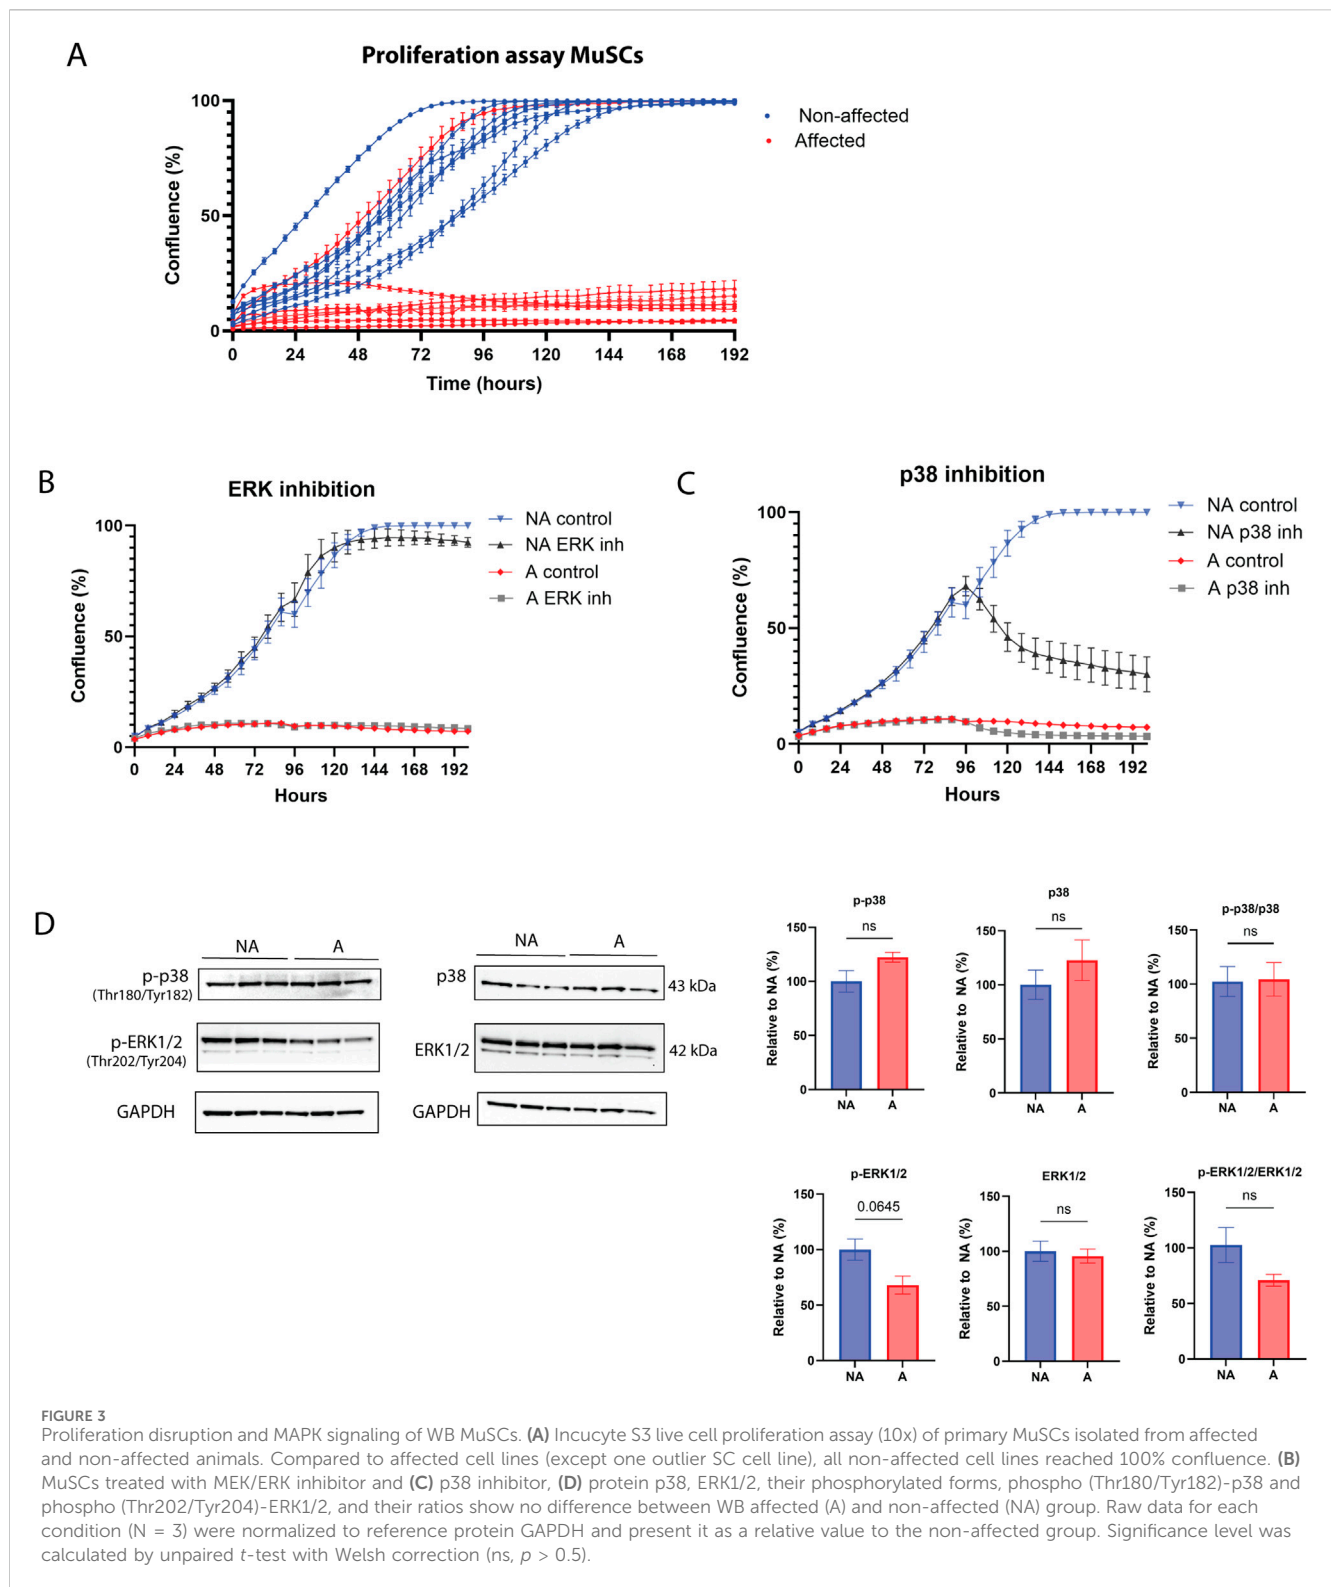 A
Proliferation assay MuSCs
100
50
0
Confluence (%)
0 24 48 72 96 120 144 168 192
Time (hours)
Non-affected
Affected
B
ERK inhibition
100
50
0
Confluence (%)
0 24 48 72 96 120 144 168 192
Hours
NA control
NA ERK inh
A control
A ERK inh
C
p38 inhibition
100
50
0
Confluence (%)
0 24 48 72 96 120 144 168 192
Hours
NA control
NA p38 inh
A control
A p38 inh
D
NA A
p-p38
(Thr180/Tyr182)
p-ERK1/2
(Thr202/Tyr204)
GAPDH
NA A
p38 43 kDa
ERK1/2 42 kDa
GAPDH
p-p38
ns
150
100
50
0
Relative to NA (%)
NA A
p38
ns
150
100
50
0
Relative to NA (%)
NA A
p-p38/p38
ns
150
100
50
0
Relative to NA (%)
NA A
p-ERK1/2
0.0645
150
100
50
0
Relative to NA (%)
NA A
ERK1/2
ns
150
100
50
0
Relative to NA (%)
NA A
p-ERK1/2/ERK1/2
ns
150
100
50
0
Relative to NA (%)
NA A
FIGURE 3
Proliferation disruption and MAPK signaling of WB MuSCs. (A) Incucyte S3 live cell proliferation assay (10x) of primary MuSCs isolated from affected
and non-affected animals. Compared to affected cell lines (except one outlier SC cell line), all non-affected cell lines reached 100% confluence. (B)
MuSCs treated with MEK/ERK inhibitor and (C) p38 inhibitor, (D) protein p38, ERK1/2, their phosphorylated forms, phospho (Thr180/Tyr182)-p38 and
phospho (Thr202/Tyr204)-ERK1/2, and their ratios show no difference between WB affected (A) and non-affected (NA) group. Raw data for each
condition (N = 3) were normalized to reference protein GAPDH and present it as a relative value to the non-affected group. Significance level was
calculated by unpaired t-test with Welsh correction (ns, p > 0.5).